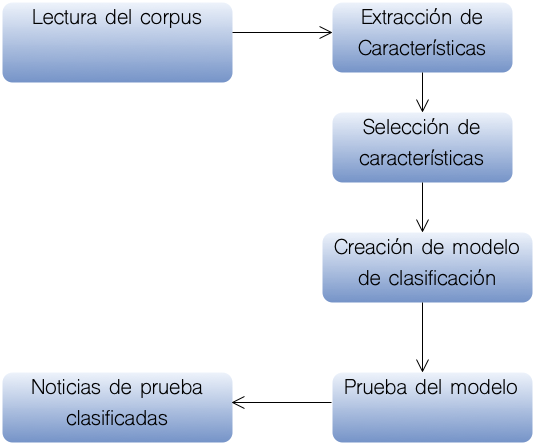 Lectura del corpus
Extracción de
Características
Selección de
características
Creación de modelo
de clasificación
Prueba del modelo
Noticias de prueba
clasificadas